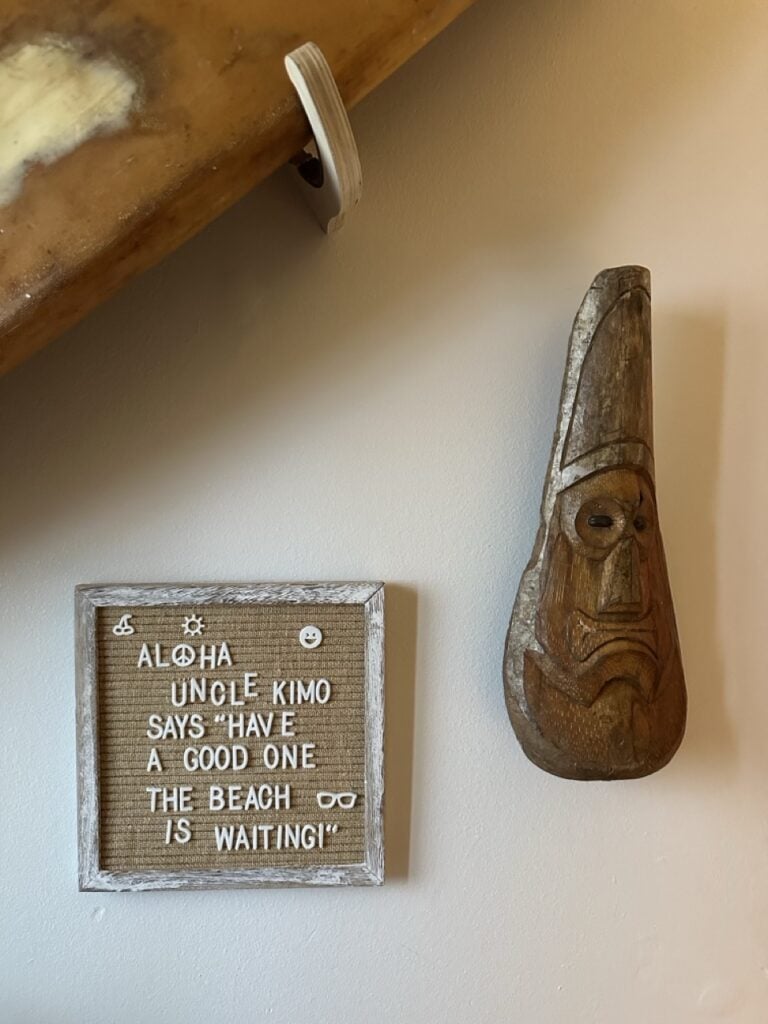 ALOHA
UNCLE KIMO
SAYS "HAVE
A GOOD ONE
THE BEACH
IS WAITING!"